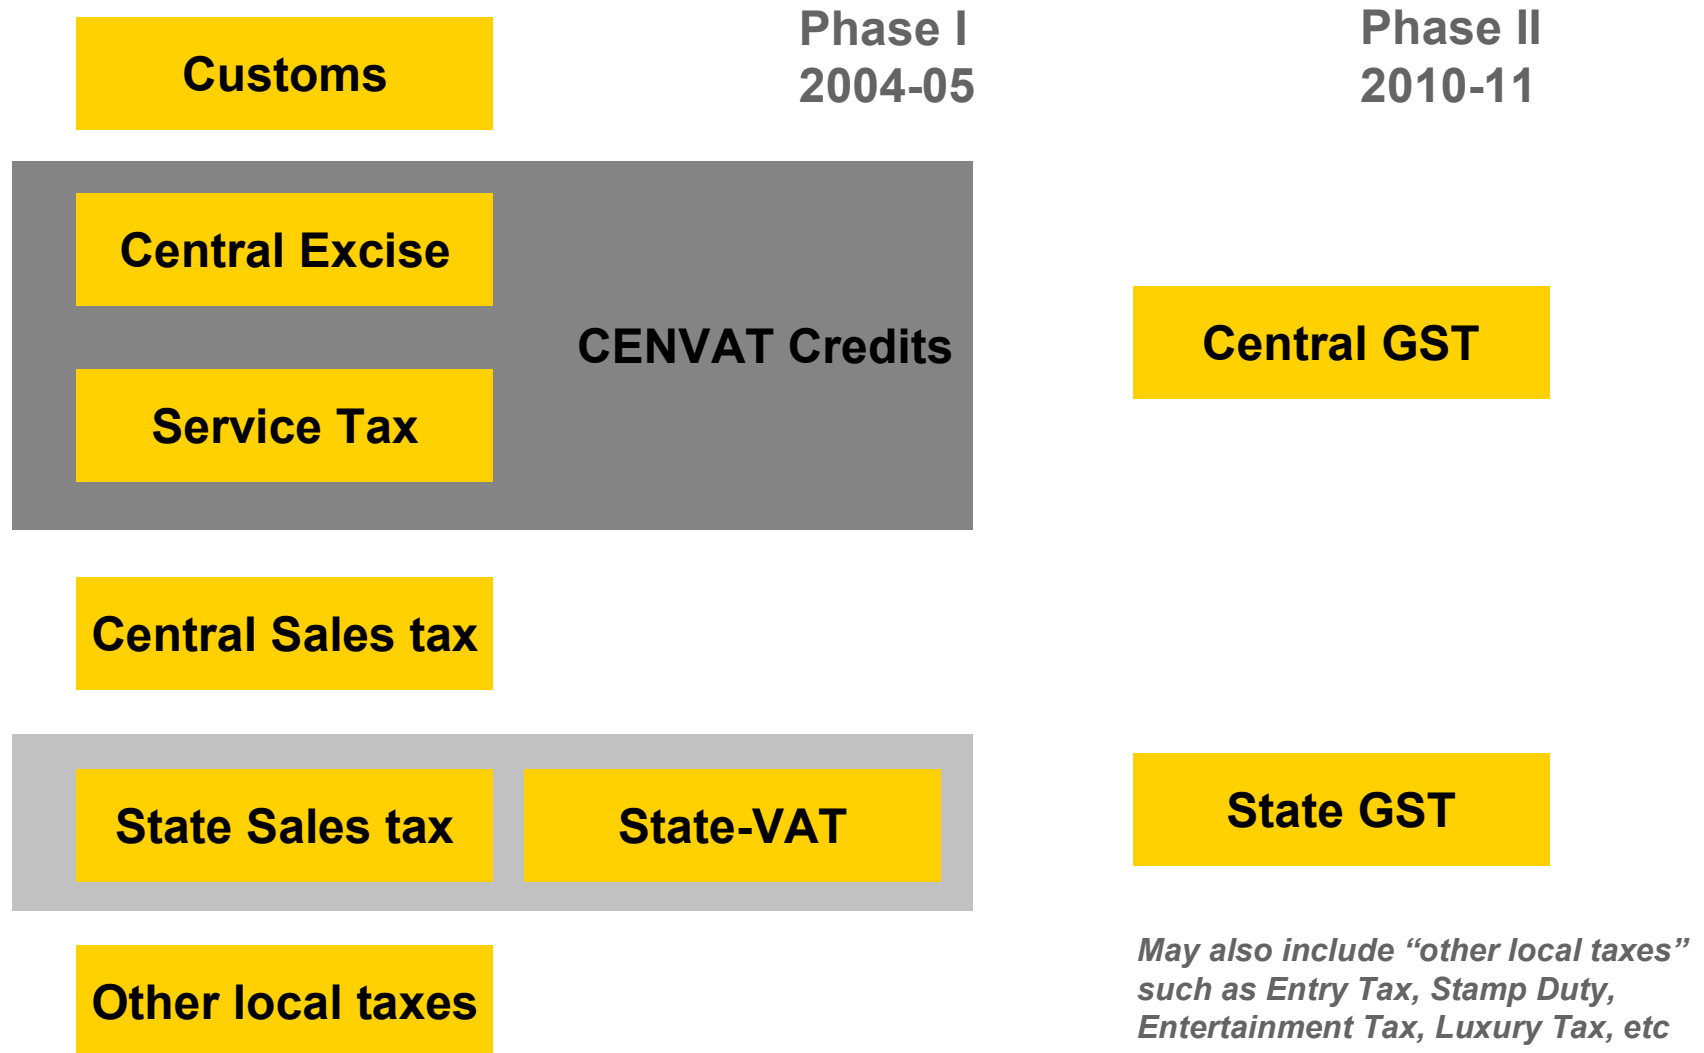 Customs
Phase I
2004-05
Phase II
2010-11
Central Excise
CENVAT Credits
Service Tax
Central GST
Central Sales tax
State Sales tax
State-VAT
State GST
Other local taxes
May also include “other local taxes”
such as Entry Tax, Stamp Duty,
Entertainment Tax, Luxury Tax, etc